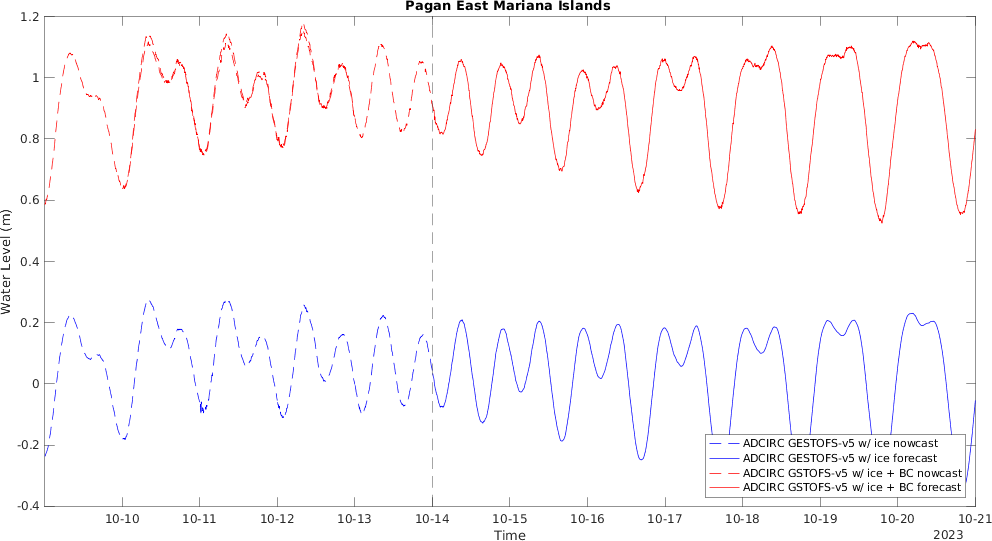 Pagan East Mariana Islands
Water Level (m)
1.2
1
0.8
0.6
0.4
0.2
0
-0.2
-0.4
ADCIRC GESTOFS-v5 w/ ice nowcast
ADCIRC GESTOFS-v5 w/ ice forecast
ADCIRC GSTOFS-v5 w/ ice + BC nowcast
ADCIRC GSTOFS-v5 w/ ice + BC forecast
10-10 10-11 10-12 10-13 10-14 10-15 10-16 10-17 10-18 10-19 10-20 10-21
Time
2023